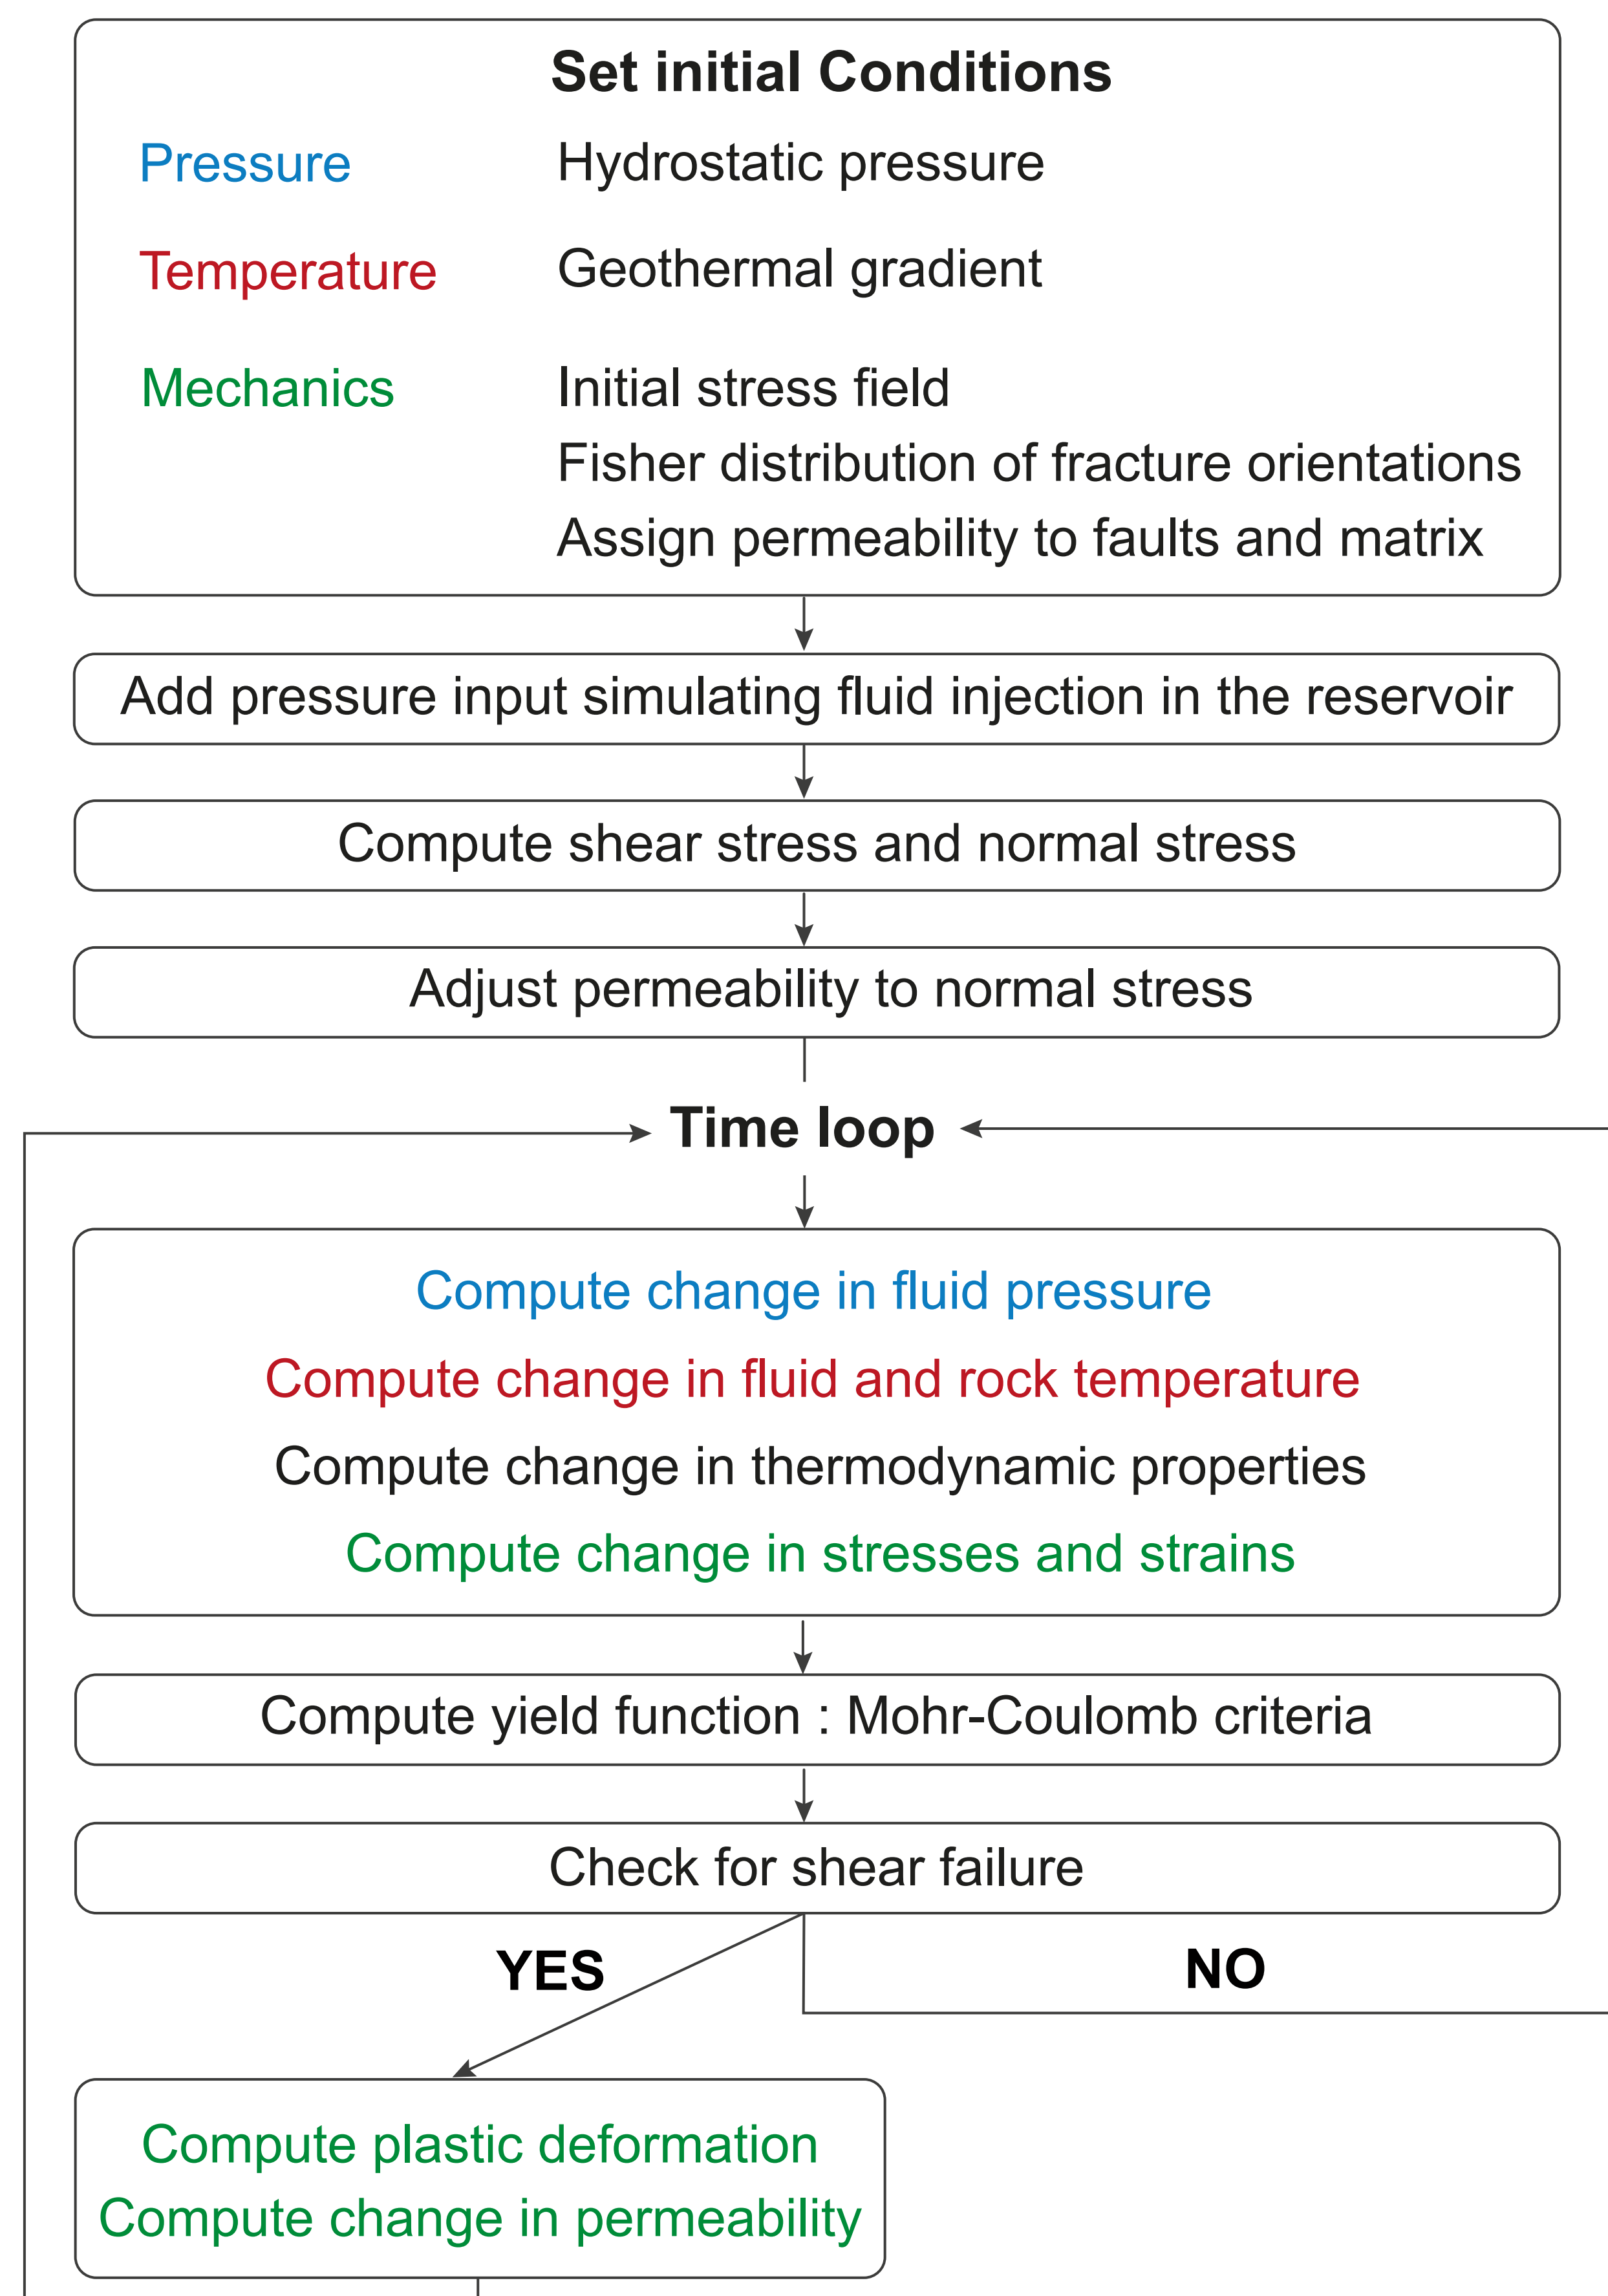 Set initial Conditions
Pressure Hydrostatic pressure
Temperature Geothermal gradient
Mechanics Initial stress field
Fisher distribution of fracture orientations
Assign permeability to faults and matrix
Add pressure input simulating fluid injection in the reservoir
Compute shear stress and normal stress
Adjust permeability to normal stress
Time loop
Compute change in fluid pressure
Compute change in fluid and rock temperature
Compute change in thermodynamic properties
Compute change in stresses and strains
Compute yield function : Mohr-Coulomb criteria
Check for shear failure
YES NO
Compute plastic deformation
Compute change in permeability